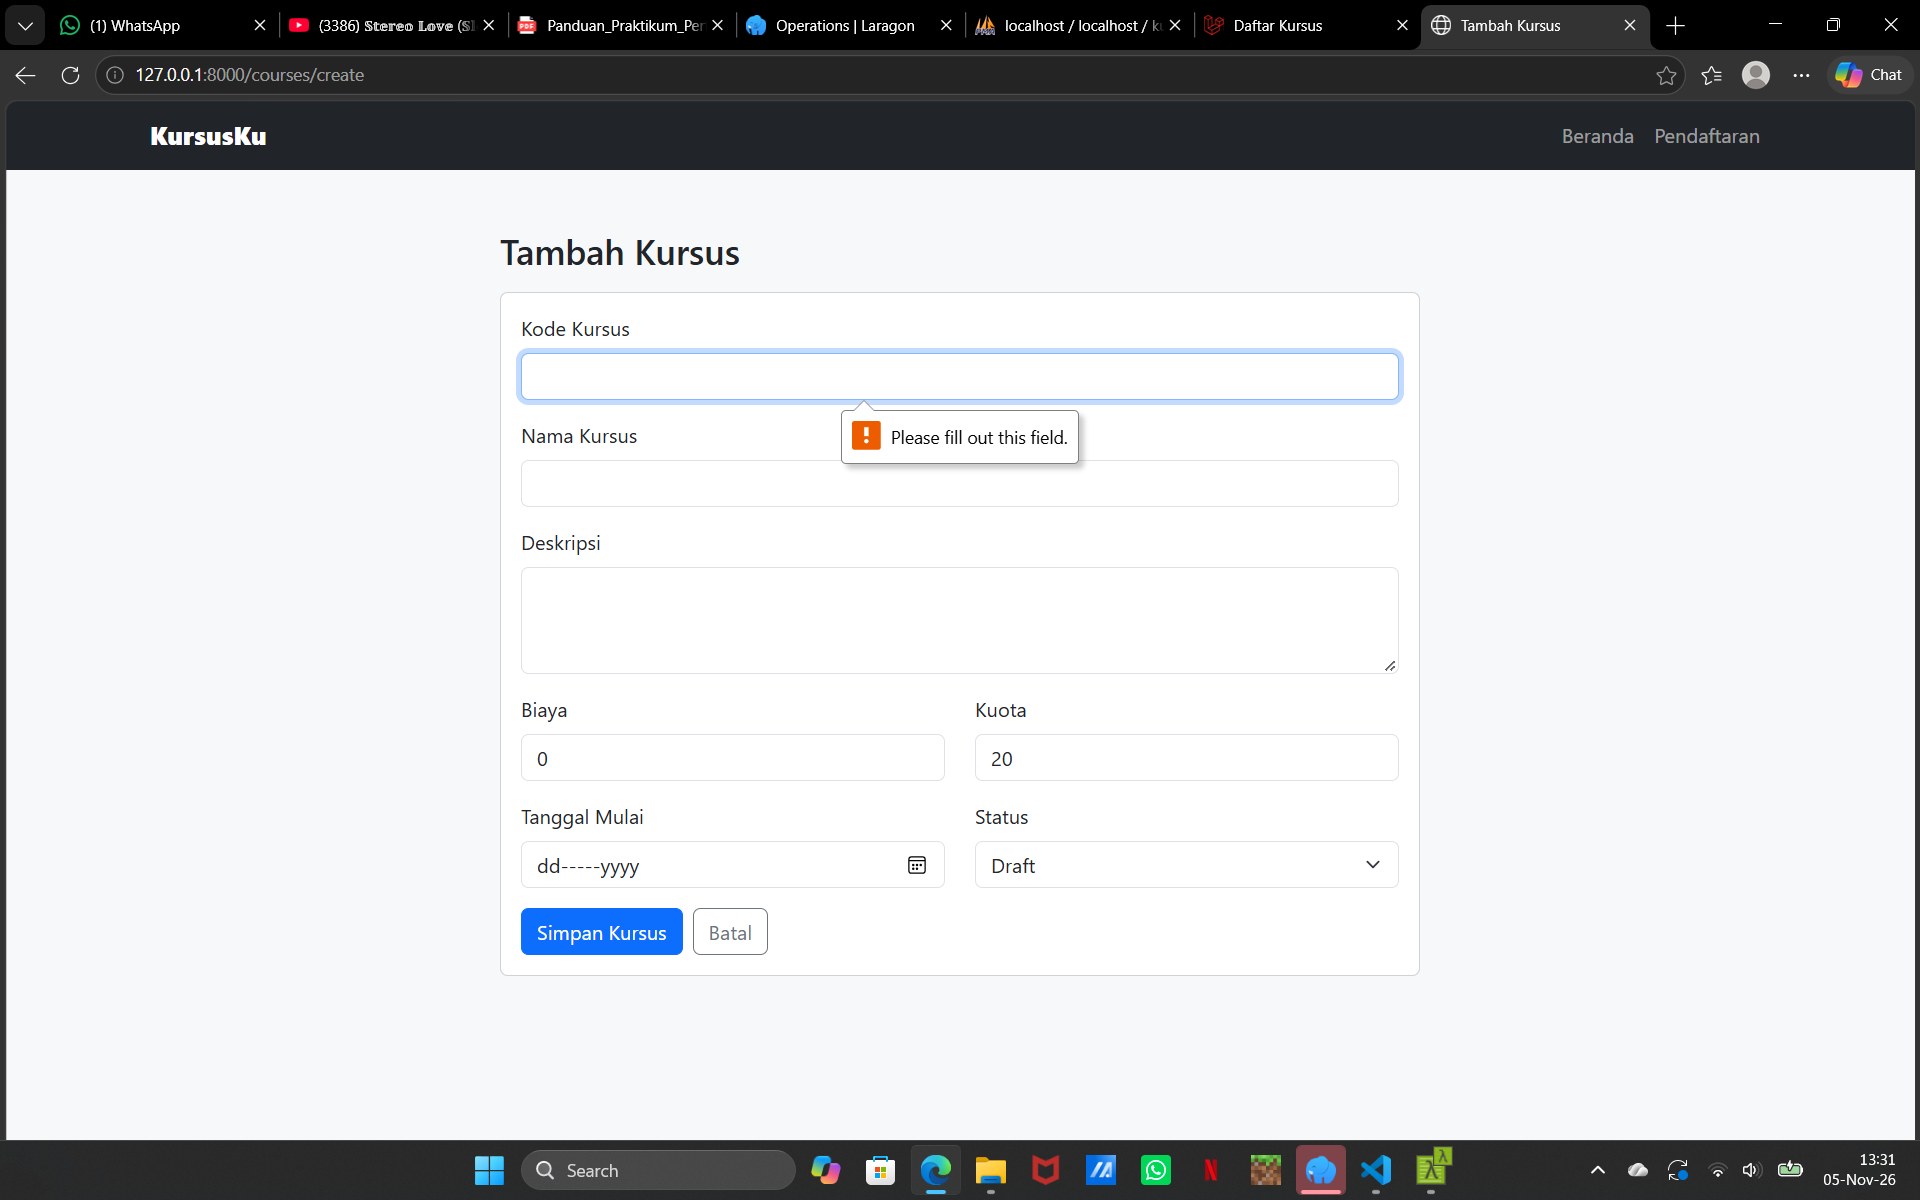 (1) WhatsApp
(3386) 𝕊𝕥𝕖𝕣𝕖𝕠 𝕃𝕠𝕧𝕖 (𝕊
Panduan_Praktikum_Per
Operations | Laragon
localhost / localhost / k
Daftar Kursus
Tambah Kursus
127.0.0.1:8000/courses/create
Chat
KursusKu
Beranda
Pendaftaran
Tambah Kursus
Kode Kursus
Please fill out this field.
Nama Kursus
Deskripsi
Biaya
Kuota
0
20
Tanggal Mulai
Status
dd-----yyyy
Draft
Simpan Kursus
Batal
Search
13:31
05-Nov-26